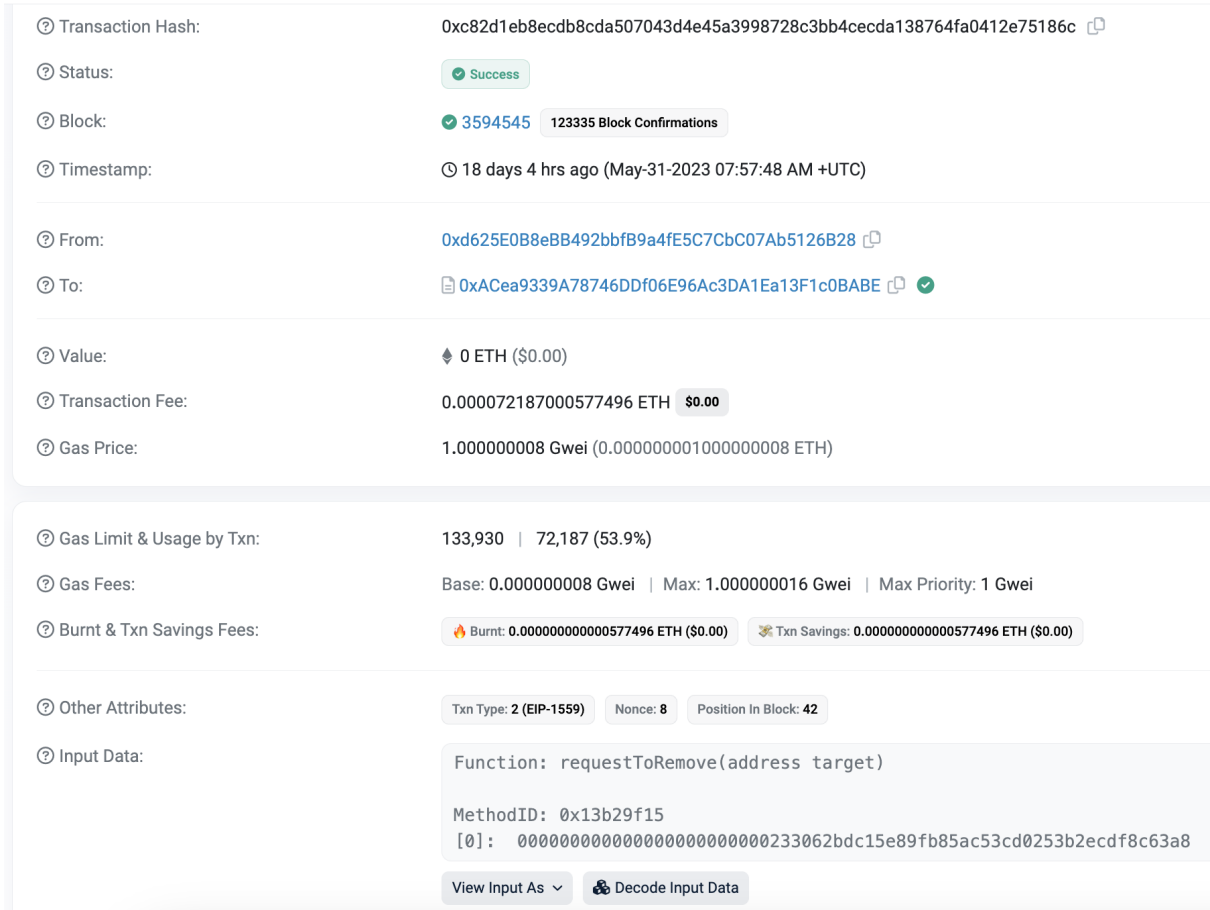 Transaction Hash: 0xc82d1eb8ecdb8cda507043d4e45a3998728c3bb4cecda138764fa0412e75186c
Status: Success
Block: 3594545 123335 Block Confirmations
Timestamp: 18 days 4 hrs ago (May-31-2023 07:57:48 AM +UTC)
From: 0xd625E0B8eBB492bbfB9a4fE5C7CbC07Ab5126B28
To: 0xACea9339A78746DDf06E96Ac3DA1Ea13F1c0BABE
Value: 0 ETH ($0.00)
Transaction Fee: 0.000072187000577496 ETH $0.00
Gas Price: 1.000000008 Gwei (0.000000001000000008 ETH)
Gas Limit & Usage by Txn: 133,930 | 72,187 (53.9%)
Gas Fees: Base: 0.000000008 Gwei | Max: 1.000000016 Gwei | Max Priority: 1 Gwei
Burnt & Txn Savings Fees: 🔥 Burnt: 0.000000000000577496 ETH ($0.00) 💸 Txn Savings: 0.000000000000577496 ETH ($0.00)
Other Attributes: Txn Type: 2 (EIP-1559) Nonce: 8 Position In Block: 42
Input Data: Function: requestToRemove(address target)
MethodID: 0x13b29f15
[0]: 000000000000000000000000233062bdc15e89fb85ac53cd0253b2ecdf8c63a8
View Input As Decode Input Data